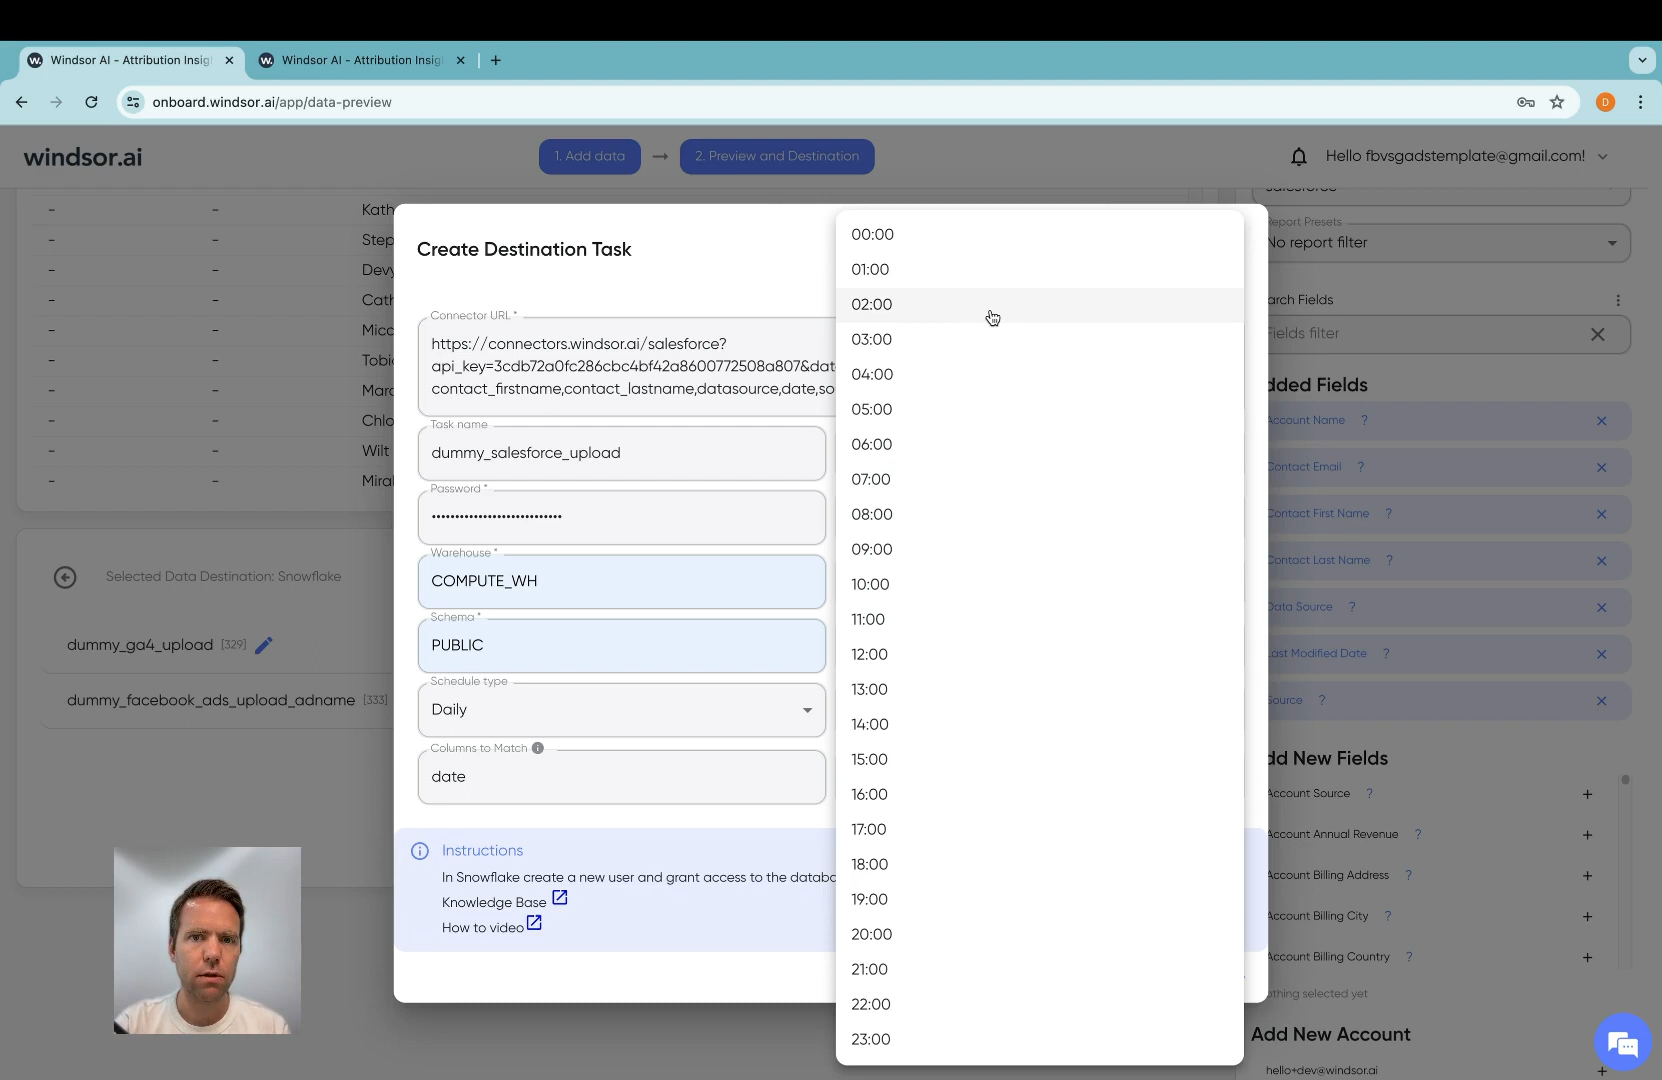 Windsor AI - Attribution Insig
Windsor AI - Attribution Insig
onboard.windsor.ai/app/data-preview
D
windsor.ai
1. Add data
2. Preview and Destination
Hello fbvsgadstemplate@gmail.com!
salesforce
Report Presets
No report filter
Kath
Step
Devy
Cath
Micc
Tobi
Marc
Chlo
Wilt
Miral
Create Destination Task
Connector URL *
https://connectors.windsor.ai/salesforce?
api_key=3cdb72a0fc286cbc4bf42a8600772508a807&dat
contact_firstname,contact_lastname,datasource,date,so
Task name
dummy_salesforce_upload
Password *
Warehouse *
COMPUTE_WH
Schema *
PUBLIC
Schedule type
Daily
Columns to Match
date
Instructions
In Snowflake create a new user and grant access to the databa
Knowledge Base
How to video
00:00
01:00
02:00
03:00
04:00
05:00
06:00
07:00
08:00
09:00
10:00
11:00
12:00
13:00
14:00
15:00
16:00
17:00
18:00
19:00
20:00
21:00
22:00
23:00
Selected Data Destination: Snowflake
dummy_ga4_upload [329]
dummy_facebook_ads_upload_adname [333]
arch Fields
Fields filter
dded Fields
Account Name ?
Contact Email ?
Contact First Name ?
Contact Last Name ?
Data Source ?
Last Modified Date ?
Source ?
dd New Fields
Account Source ?
Account Annual Revenue ?
Account Billing Address ?
Account Billing City ?
Account Billing Country ?
othing selected yet
Add New Account
hello+dev@windsor.ai